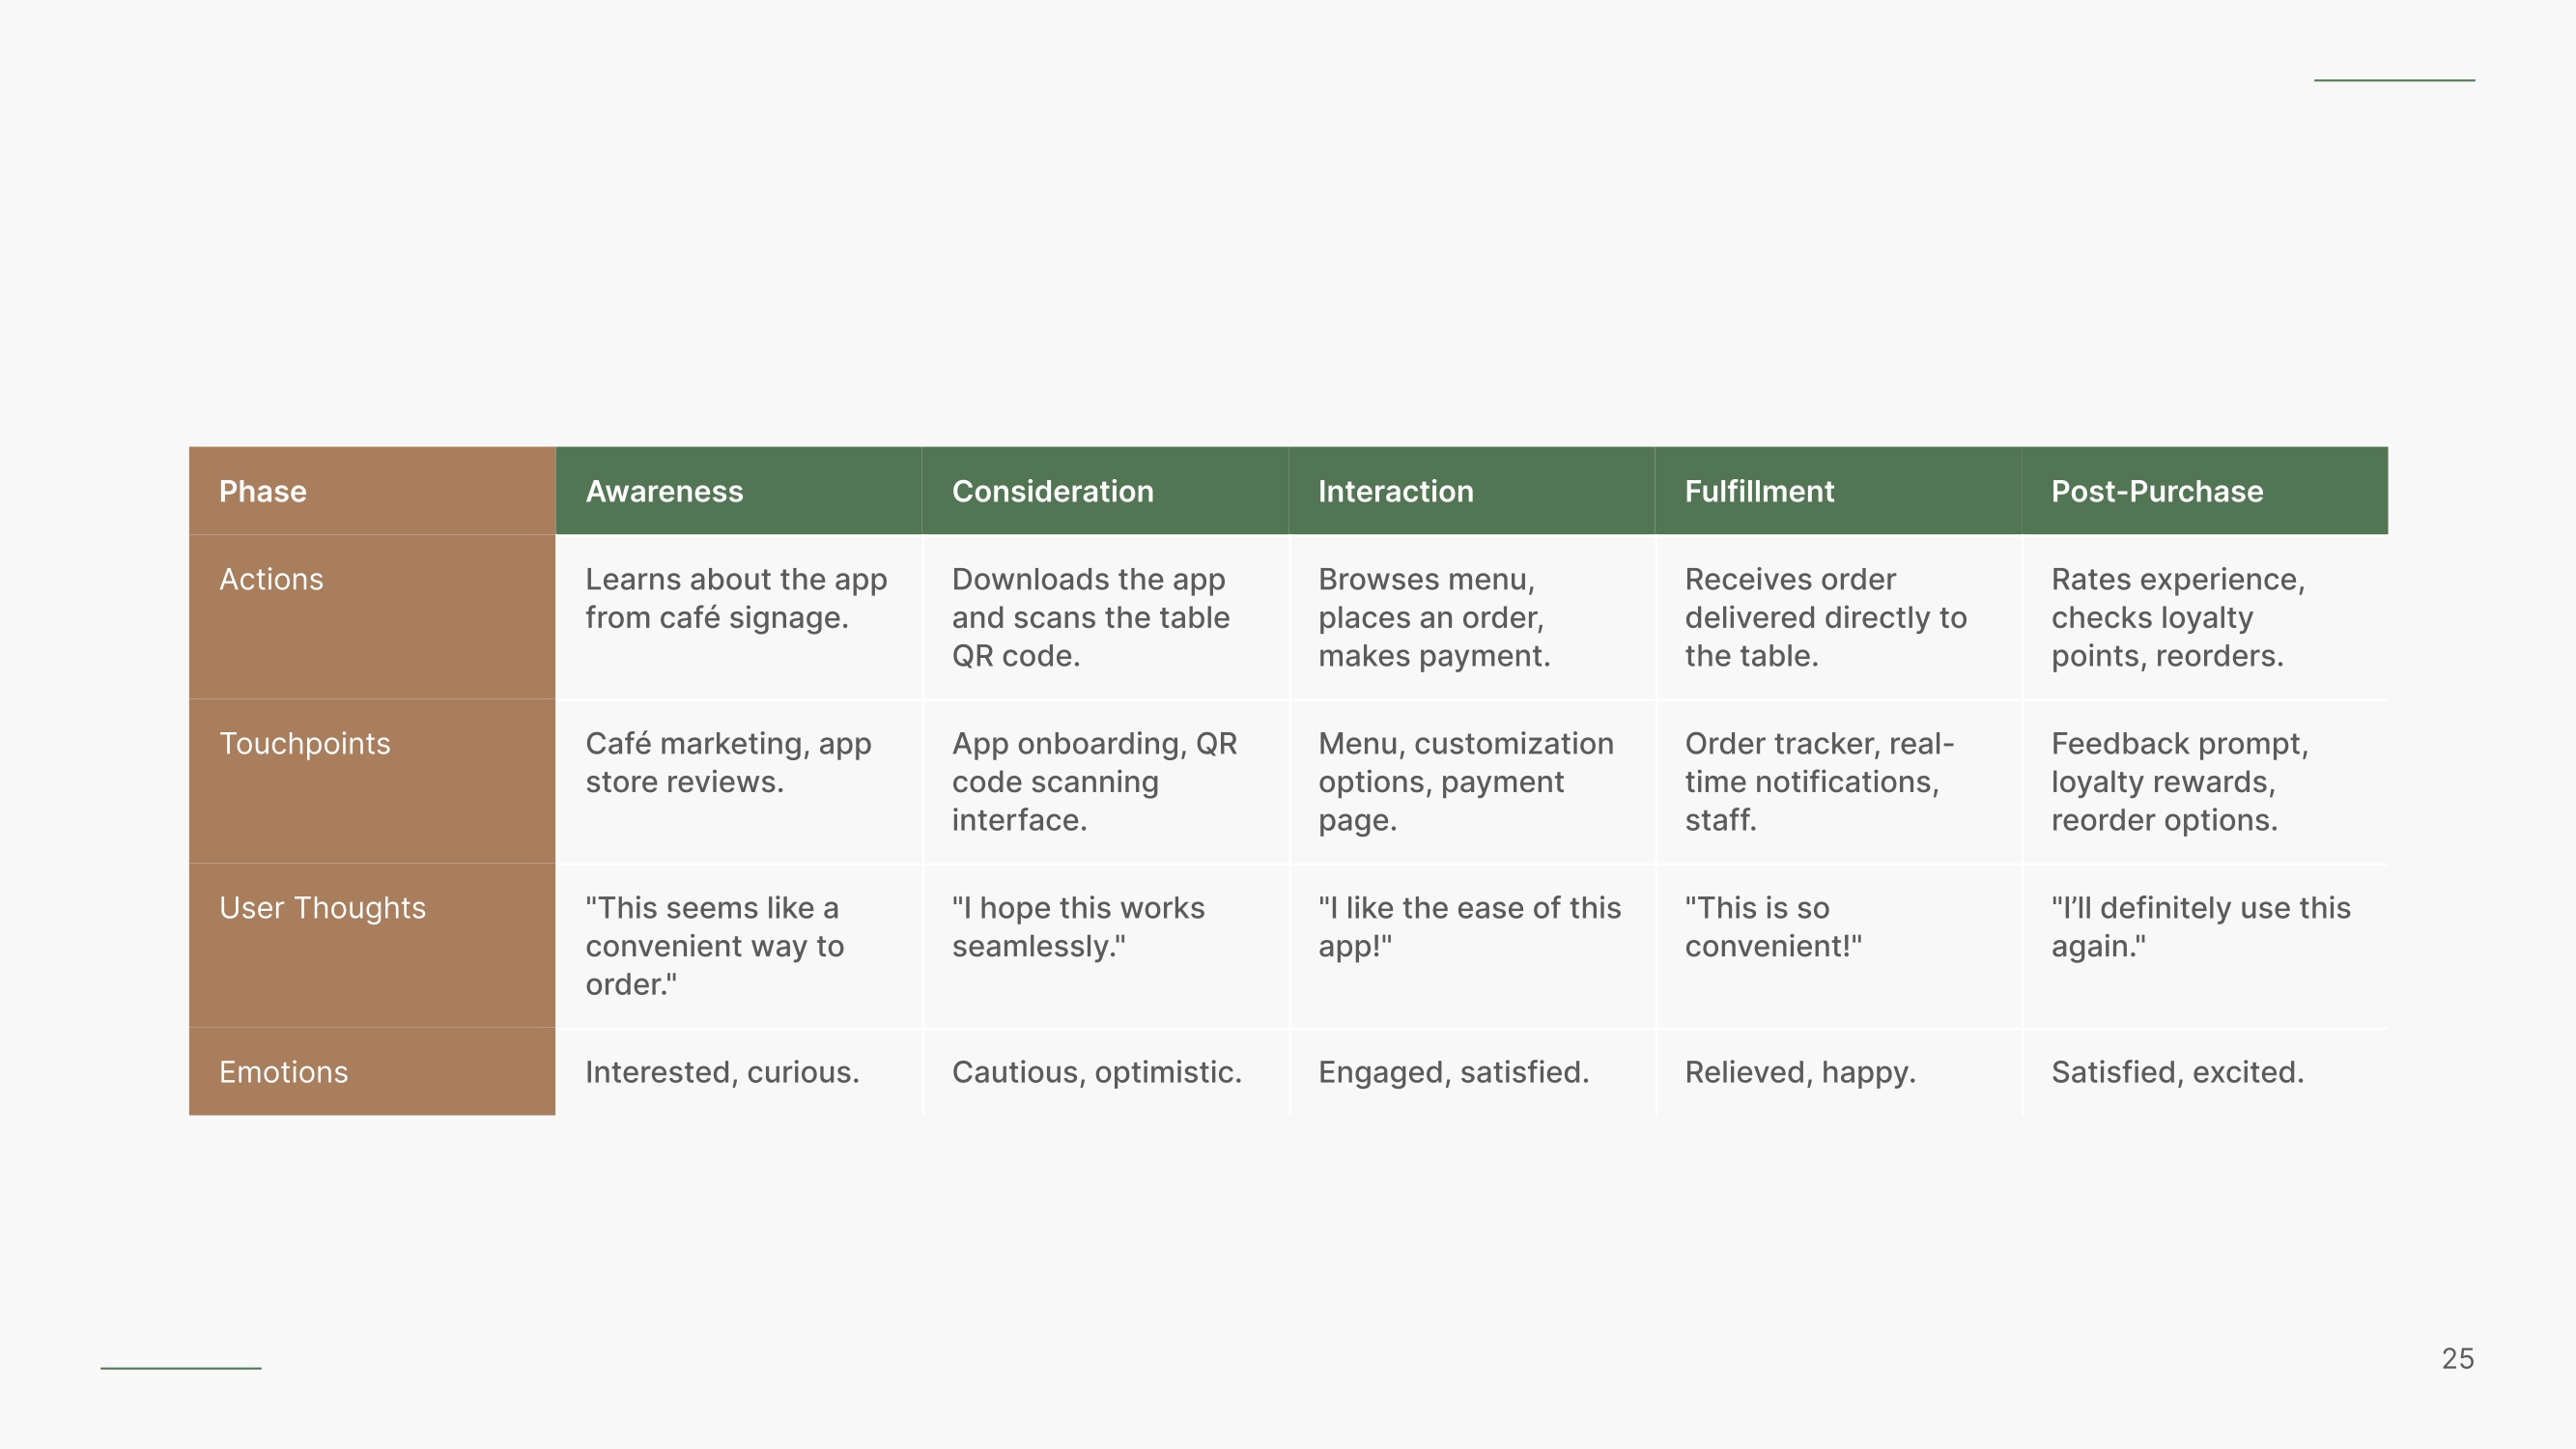 Phase
Awareness
Consideration
Interaction
Fulfillment
Post-Purchase
Actions
Learns about the app
from café signage.
Downloads the app
and scans the table
QR code.
Browses menu,
places an order,
makes payment.
Receives order
delivered directly to
the table.
Rates experience,
checks loyalty
points, reorders.
Touchpoints
Café marketing, app
store reviews.
App onboarding, QR
code scanning
interface.
Menu, customization
options, payment
page.
Order tracker, real-
time notifications,
staff.
Feedback prompt,
loyalty rewards,
reorder options.
User Thoughts
"This seems like a
convenient way to
order."
"I hope this works
seamlessly."
"I like the ease of this
app!"
"This is so
convenient!"
"I’ll definitely use this
again."
Emotions
Interested, curious.
Cautious, optimistic.
Engaged, satisfied.
Relieved, happy.
Satisfied, excited.
25